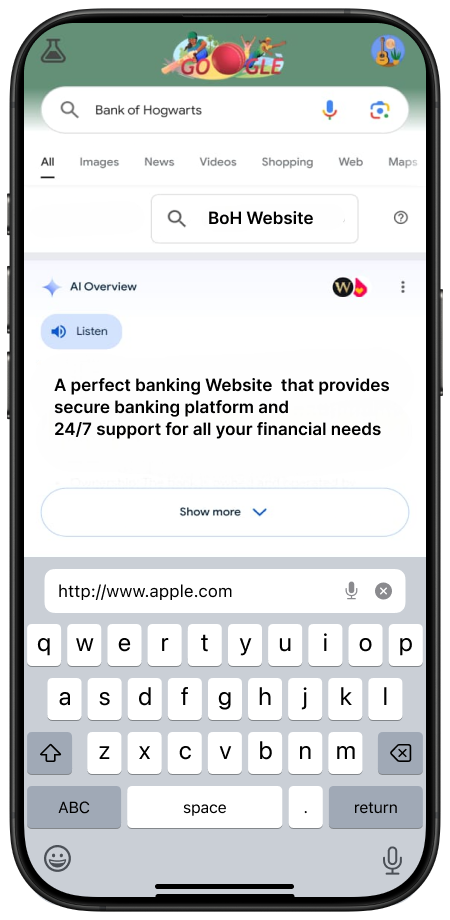 GOOGLE
Bank of Hogwarts
All Images News Videos Shopping Web Maps
BoH Website
AI Overview
W
Listen
A perfect banking Website that provides
secure banking platform and
24/7 support for all your financial needs
Show more
http://www.apple.com
q w e r t y u i o p
a s d f g h j k l
z x c v b n m
ABC space . return